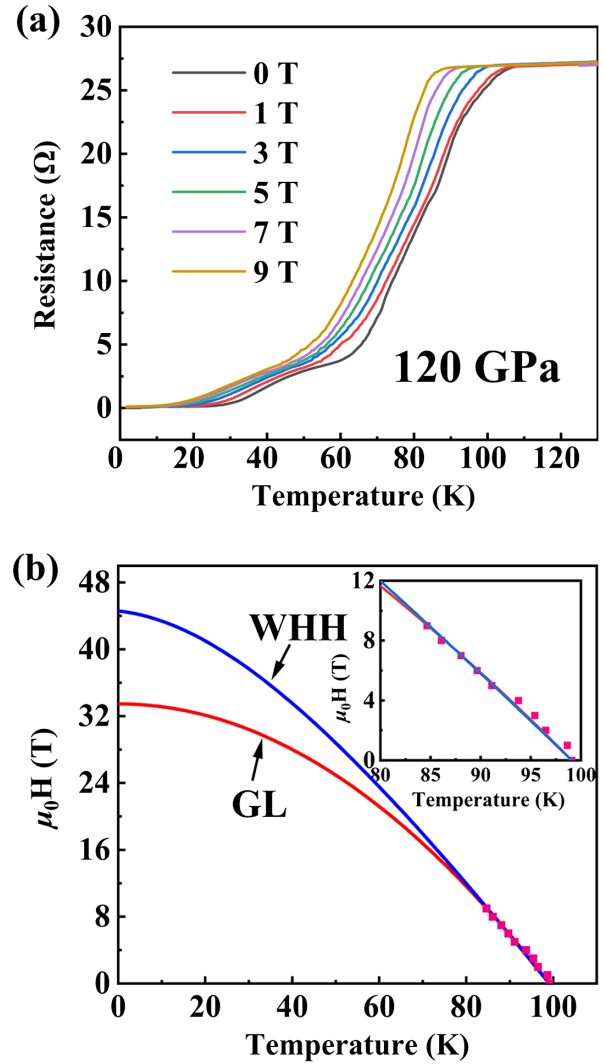 (a)
30
25
20
15
10
5
0
Resistance (Ω)
0 T
1 T
3 T
5 T
7 T
9 T
120 GPa
0 20 40 60 80 100 120
Temperature (K)
(b)
48
40
32
24
16
8
0
μ₀H (T)
WHH
GL
12
8
4
0
μ₀H (T)
80 85 90 95 100
Temperature (K)
0 20 40 60 80 100
Temperature (K)